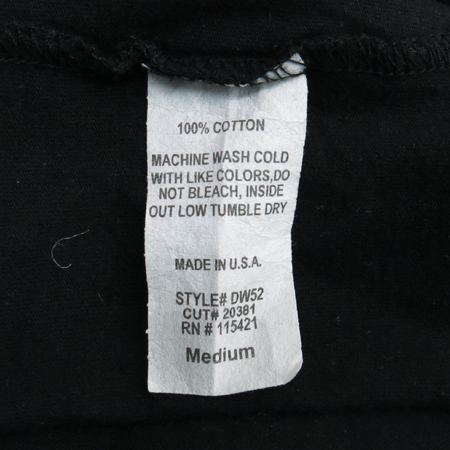 100% COTTON
MACHINE WASH COLD
WITH LIKE COLORS,DO
NOT BLEACH, INSIDE
OUT LOW TUMBLE DRY
MADE IN U.S.A.
STYLE# DW52
CUT# 20381
RN # 115421
Medium